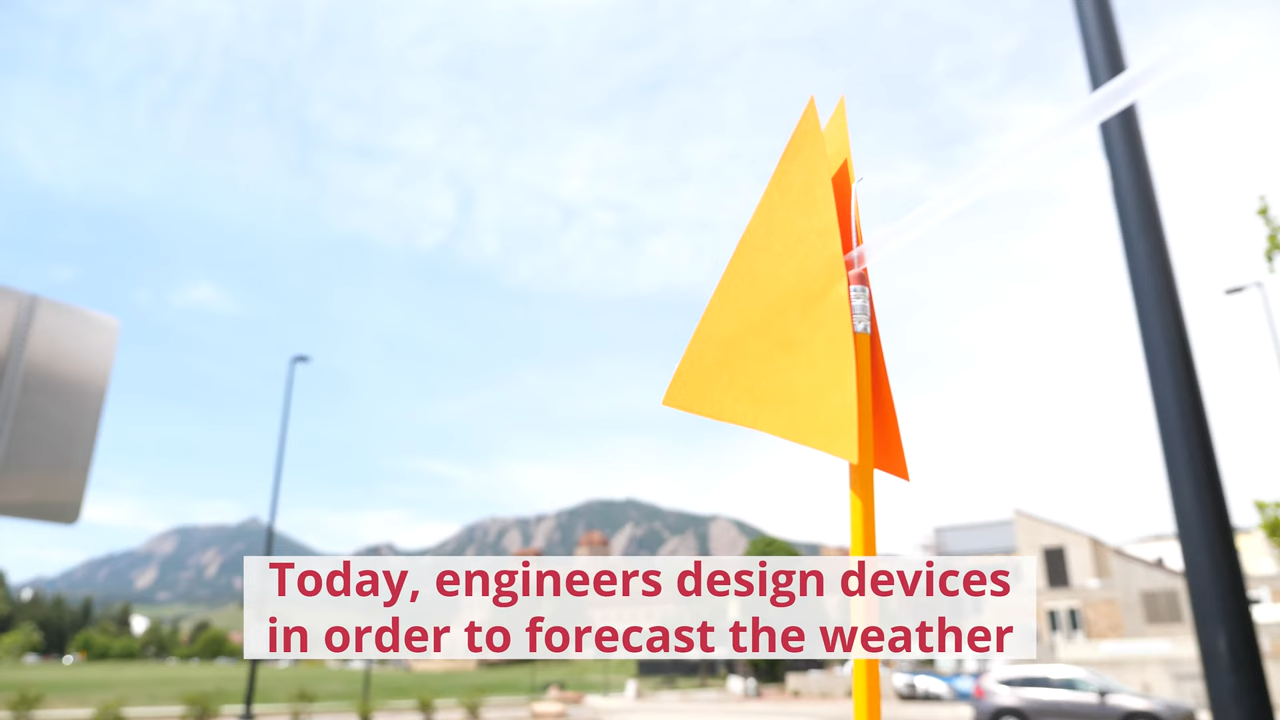 Today, engineers design devices
in order to forecast the weather